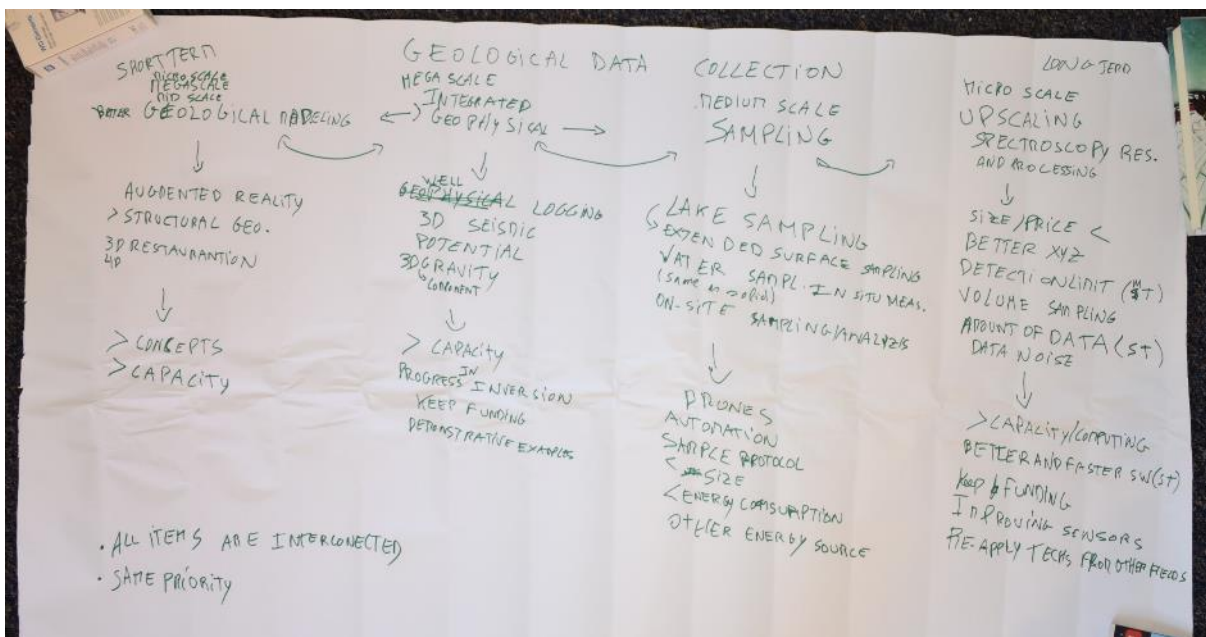 GEOLOGICAL DATA COLLECTION
SHORT TERM
MICRO SCALE
MEGASCALE
MID SCALE
BETTER GEOLOGICAL MODELING
AUGMENTED REALITY
> STRUCTURAL GEO.
3D RESTAURANTION
4D
> CONCEPTS
> CAPACITY
MEGA SCALE
INTEGRATED
GEOPHYSICAL
WELL
GEOPHYSICAL LOGGING
3D SEISMIC
POTENTIAL
3D GRAVITY
COMPONENT
> CAPACITY
IN
PROGRESS INVERSION
KEEP FUNDING
DEMONSTRATIVE EXAMPLES
MEDIUM SCALE
SAMPLING
LAKE SAMPLING
EXTENDED SURFACE SAMPLING
WATER SAMPL. IN SITU MEAS.
(same as solid)
ON-SITE SAMPLING/ANALYZIS
DRONES
AUTOMATION
SAMPLE PROTOCOL
< SIZE
< ENERGY COMSUMPTION
OTHER ENERGY SOURCE
LONG TERM
MICRO SCALE
UPSCALING
SPECTROSCOPY RES.
AND PROCESSING
SIZE/PRICE <
BETTER XYZ
DETECTION LIMIT (MT)
VOLUME SAMPLING
AMOUNT OF DATA (ST)
DATA NOISE
> CAPACITY/COMPUTING
BETTER AND FASTER SW (ST)
KEEP FUNDING
IMPROVING SENSORS
RE-APPLY TECHS FROM OTHER FIELDS
• ALL ITEMS ARE INTERCONECTED
• SAME PRIORITY